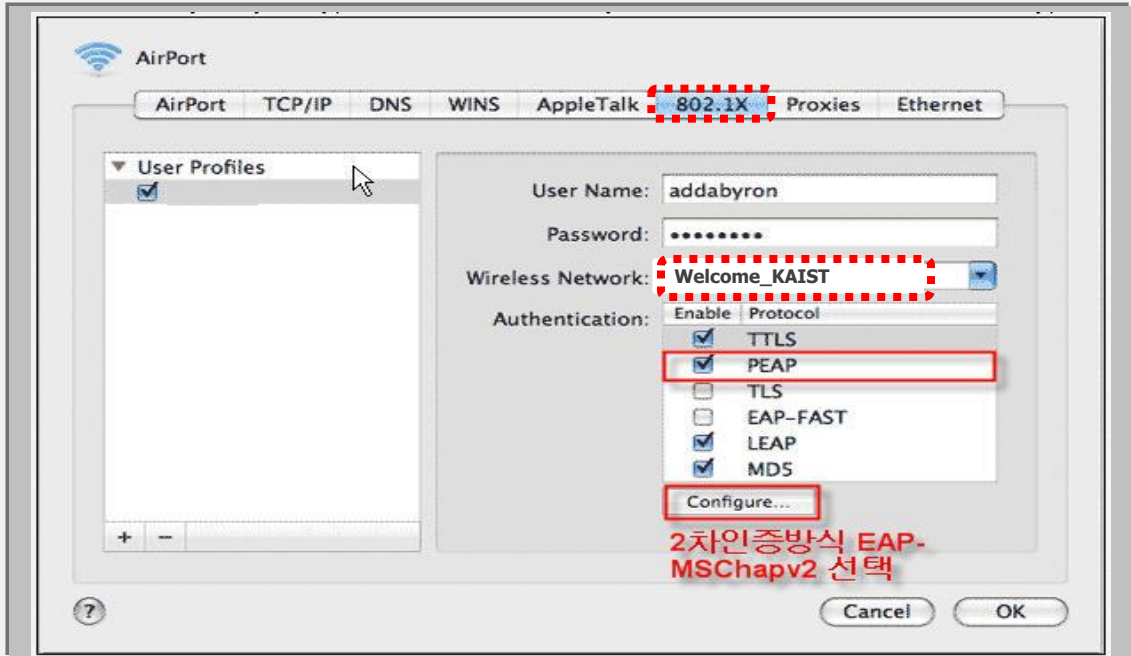 AirPort
AirPort TCP/IP DNS WINS AppleTalk 802.1X Proxies Ethernet
User Profiles
User Name: addabyron
Password: ••••••••
Wireless Network: Welcome_KAIST
Authentication: Enable Protocol
TTLS
PEAP
TLS
EAP-FAST
LEAP
MD5
Configure...
2차인증방식 EAP-
MSChapv2 선택
+ −
? Cancel OK